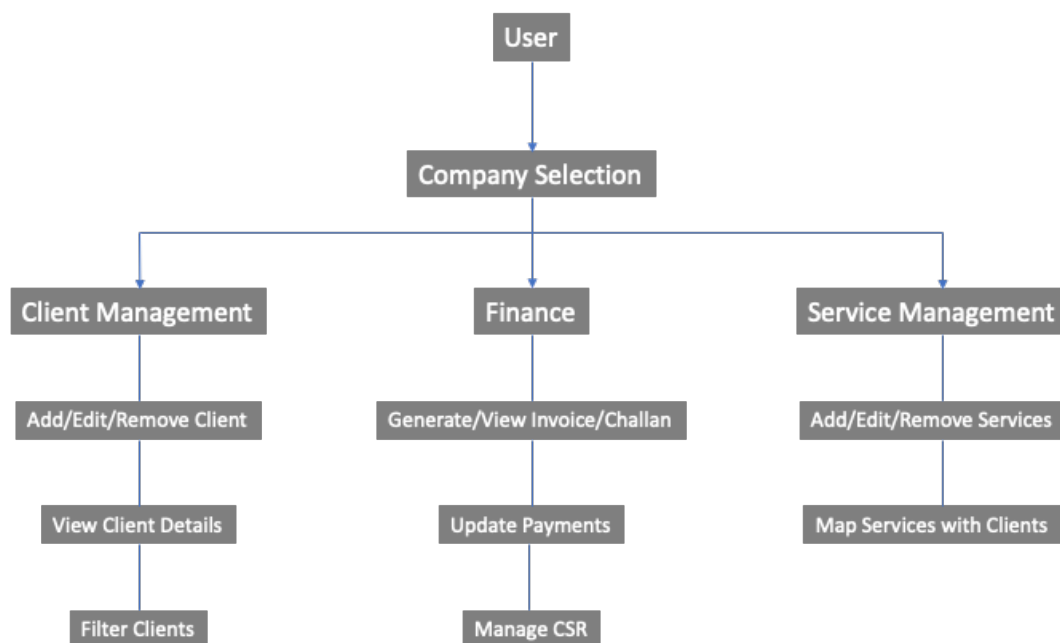 User
Company Selection
Client Management
Finance
Service Management
Add/Edit/Remove Client
Generate/View Invoice/Challan
Add/Edit/Remove Services
View Client Details
Update Payments
Map Services with Clients
Filter Clients
Manage CSR